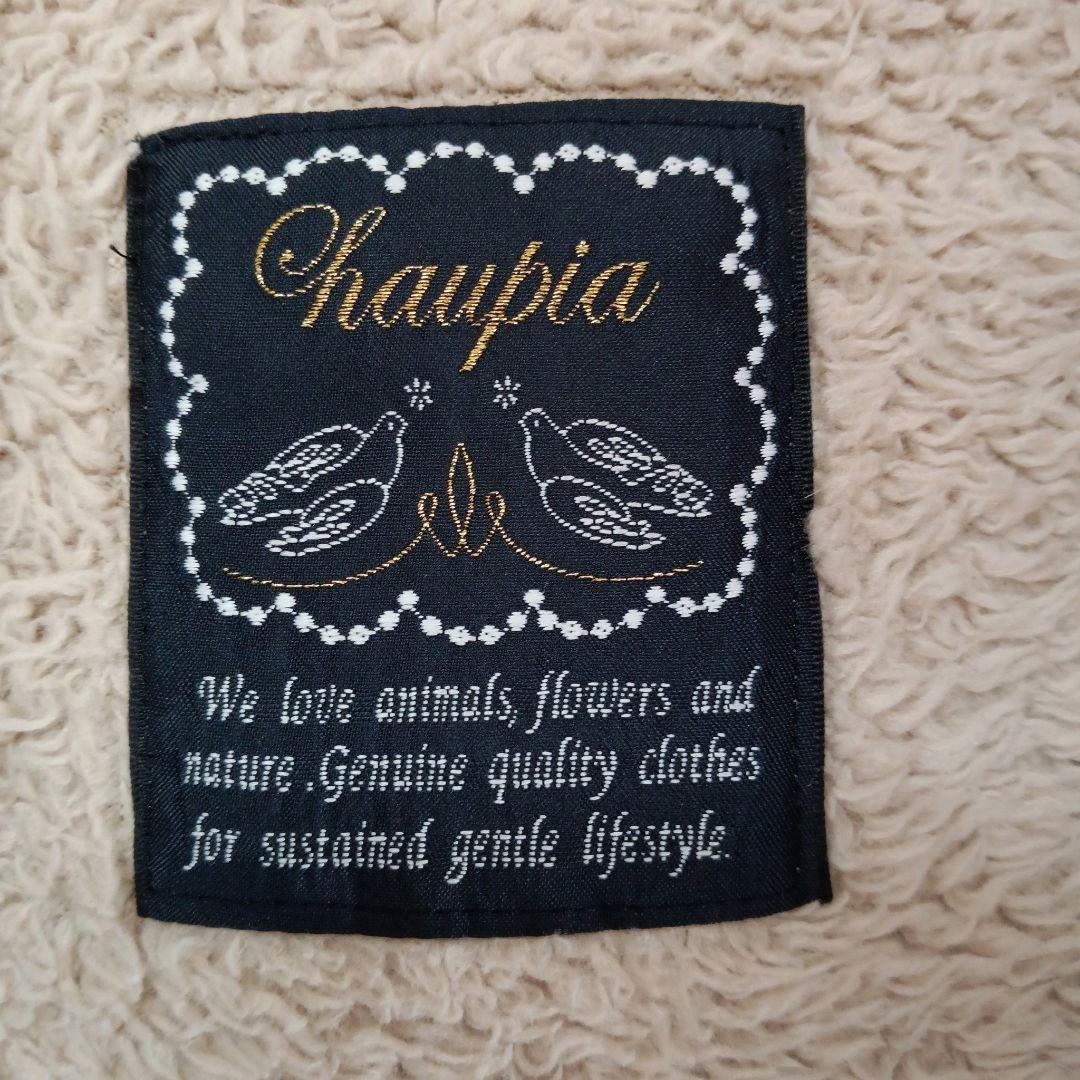 haupia
We love animals, flowers and
nature .Genuine quality clothes
for sustained gentle lifestyle.